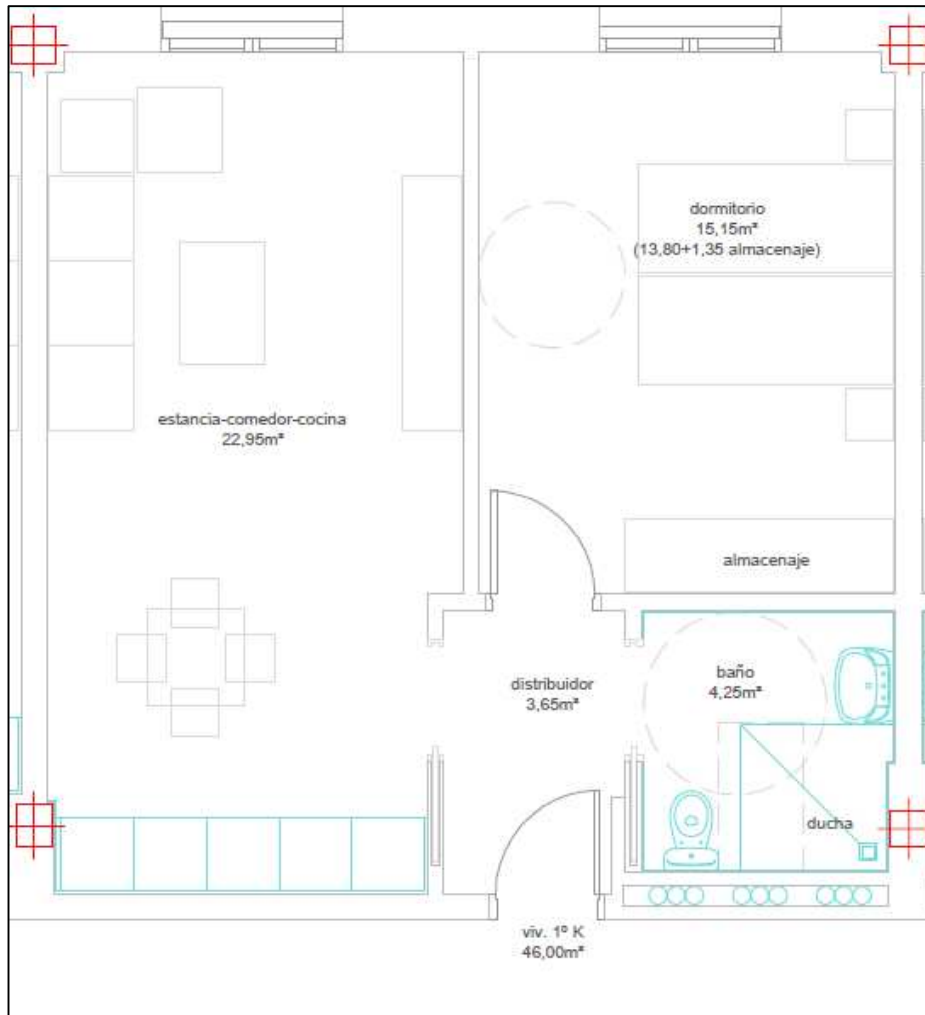 dormitorio
15,15m²
(13,80+1,35 almacenaje)
estancia-comedor-cocina
22,95m²
almacenaje
distribuidor
3,65m²
baño
4,25m²
ducha
viv. 1º K
46,00m²